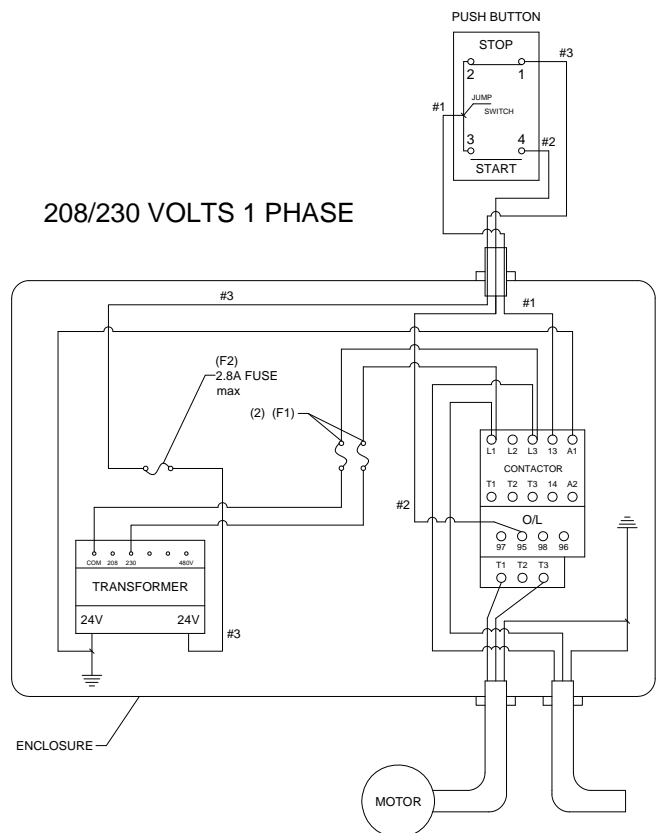 PUSH BUTTON
STOP
#3
2 1
#1
JUMP
SWITCH
3 4
#2
START
208/230 VOLTS 1 PHASE
#3
#1
(F2)
2.8A FUSE
max
(2) (F1)
L1 L2 L3 13 A1
CONTACTOR
T1 T2 T3 14 A2
#2
O/L
97 95 98 96
T1 T2 T3
COM 208 230 480V
TRANSFORMER
24V 24V
#3
ENCLOSURE
MOTOR